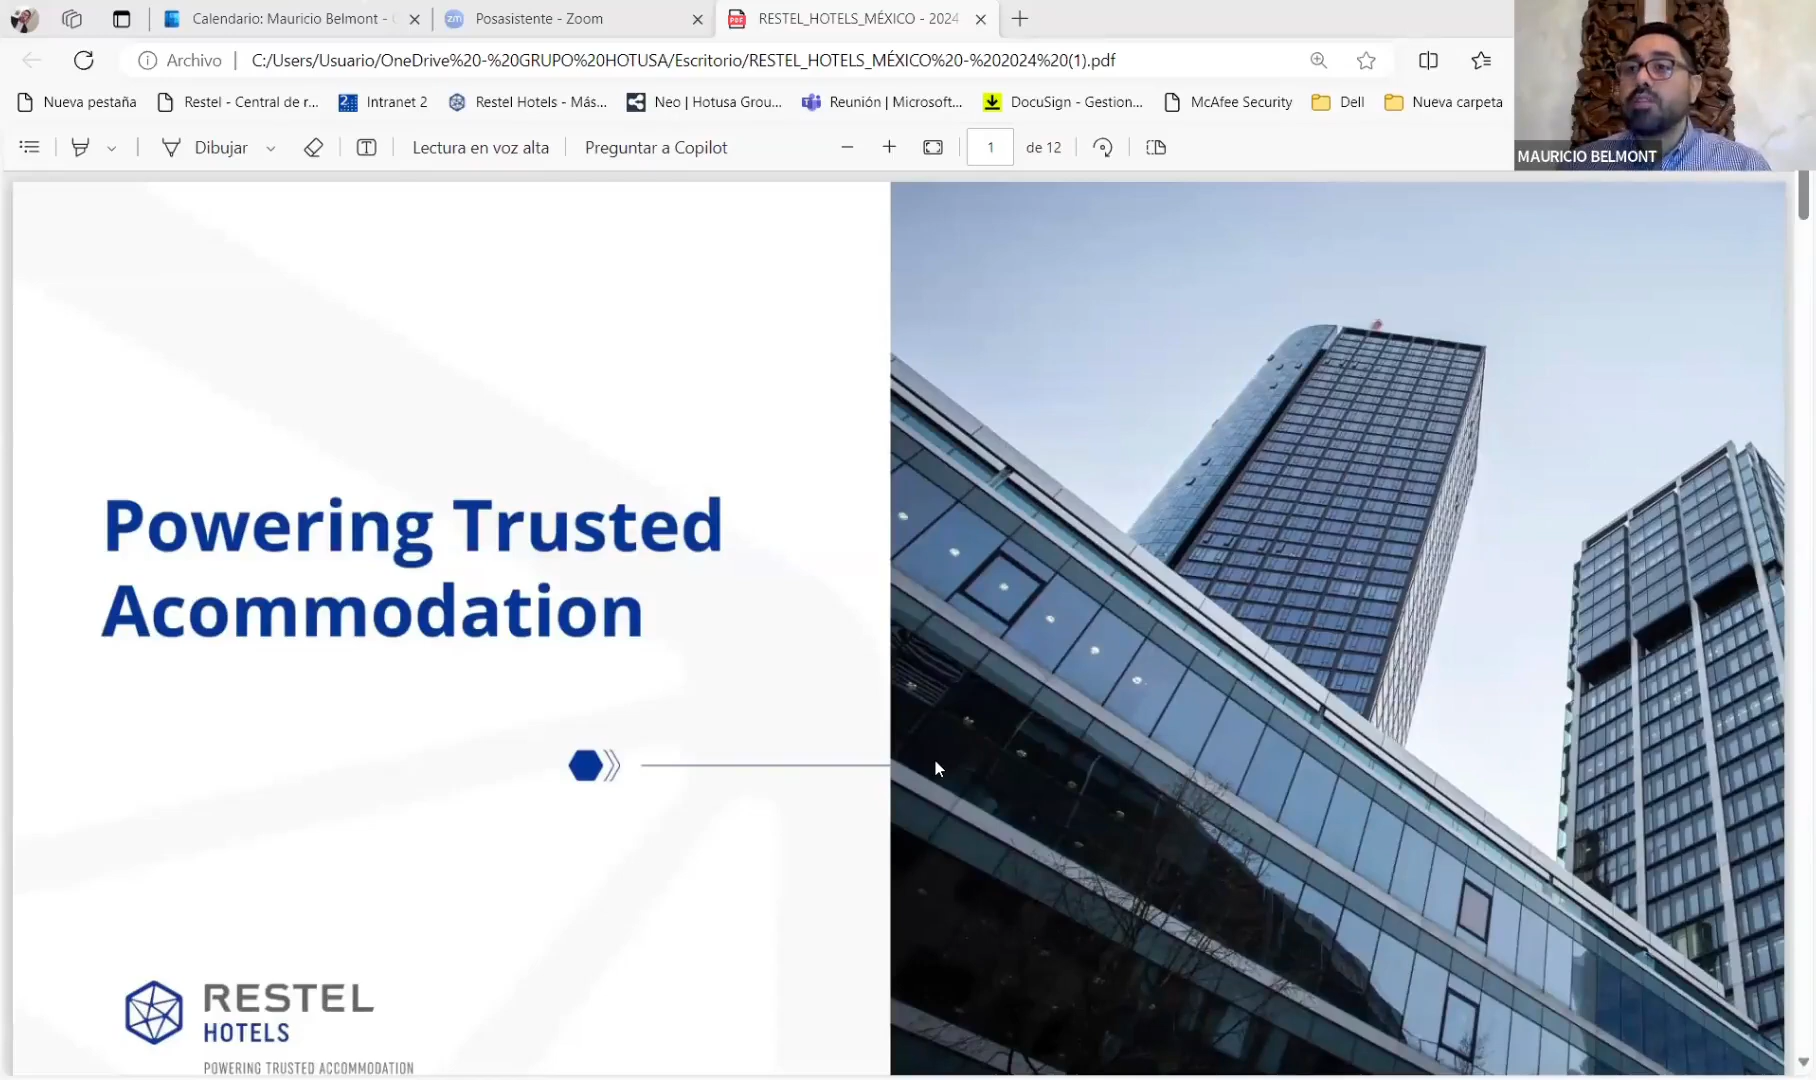 Calendario: Mauricio Belmont -
Posasistente - Zoom
RESTEL_HOTELS_MÉXICO - 2024
Archivo
C:/Users/Usuario/OneDrive%20-%20GRUPO%20HOTUSA/Escritorio/RESTEL_HOTELS_MÉXICO%20-%202024%20(1).pdf
Nueva pestaña
Restel - Central de r...
Intranet 2
Restel Hotels - Más...
Neo | Hotusa Grou...
Reunión | Microsoft...
DocuSign - Gestion...
McAfee Security
Dell
Nueva carpeta
Dibujar
Lectura en voz alta
Preguntar a Copilot
1
de 12
MAURICIO BELMONT
Powering Trusted
Acommodation
RESTEL
HOTELS
POWERING TRUSTED ACCOMMODATION